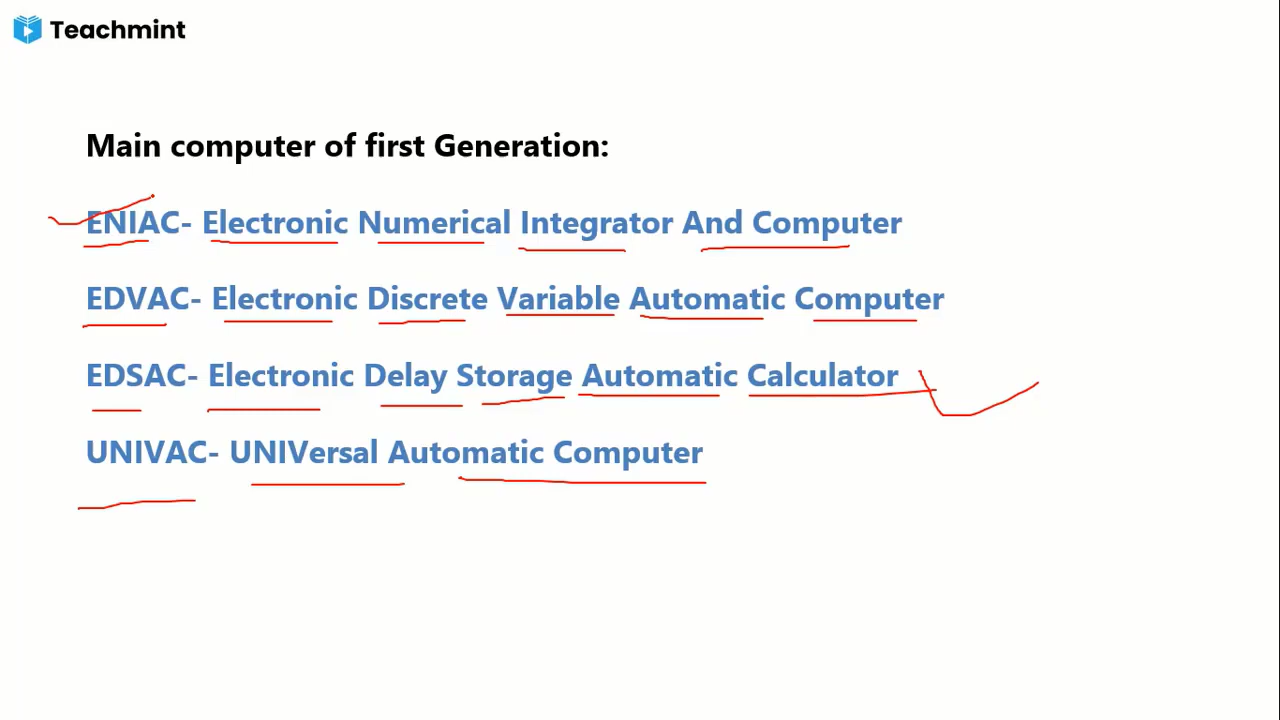 Teachmint
Main computer of first Generation:
ENIAC- Electronic Numerical Integrator And Computer
EDVAC- Electronic Discrete Variable Automatic Computer
EDSAC- Electronic Delay Storage Automatic Calculator
UNIVAC- UNIVersal Automatic Computer